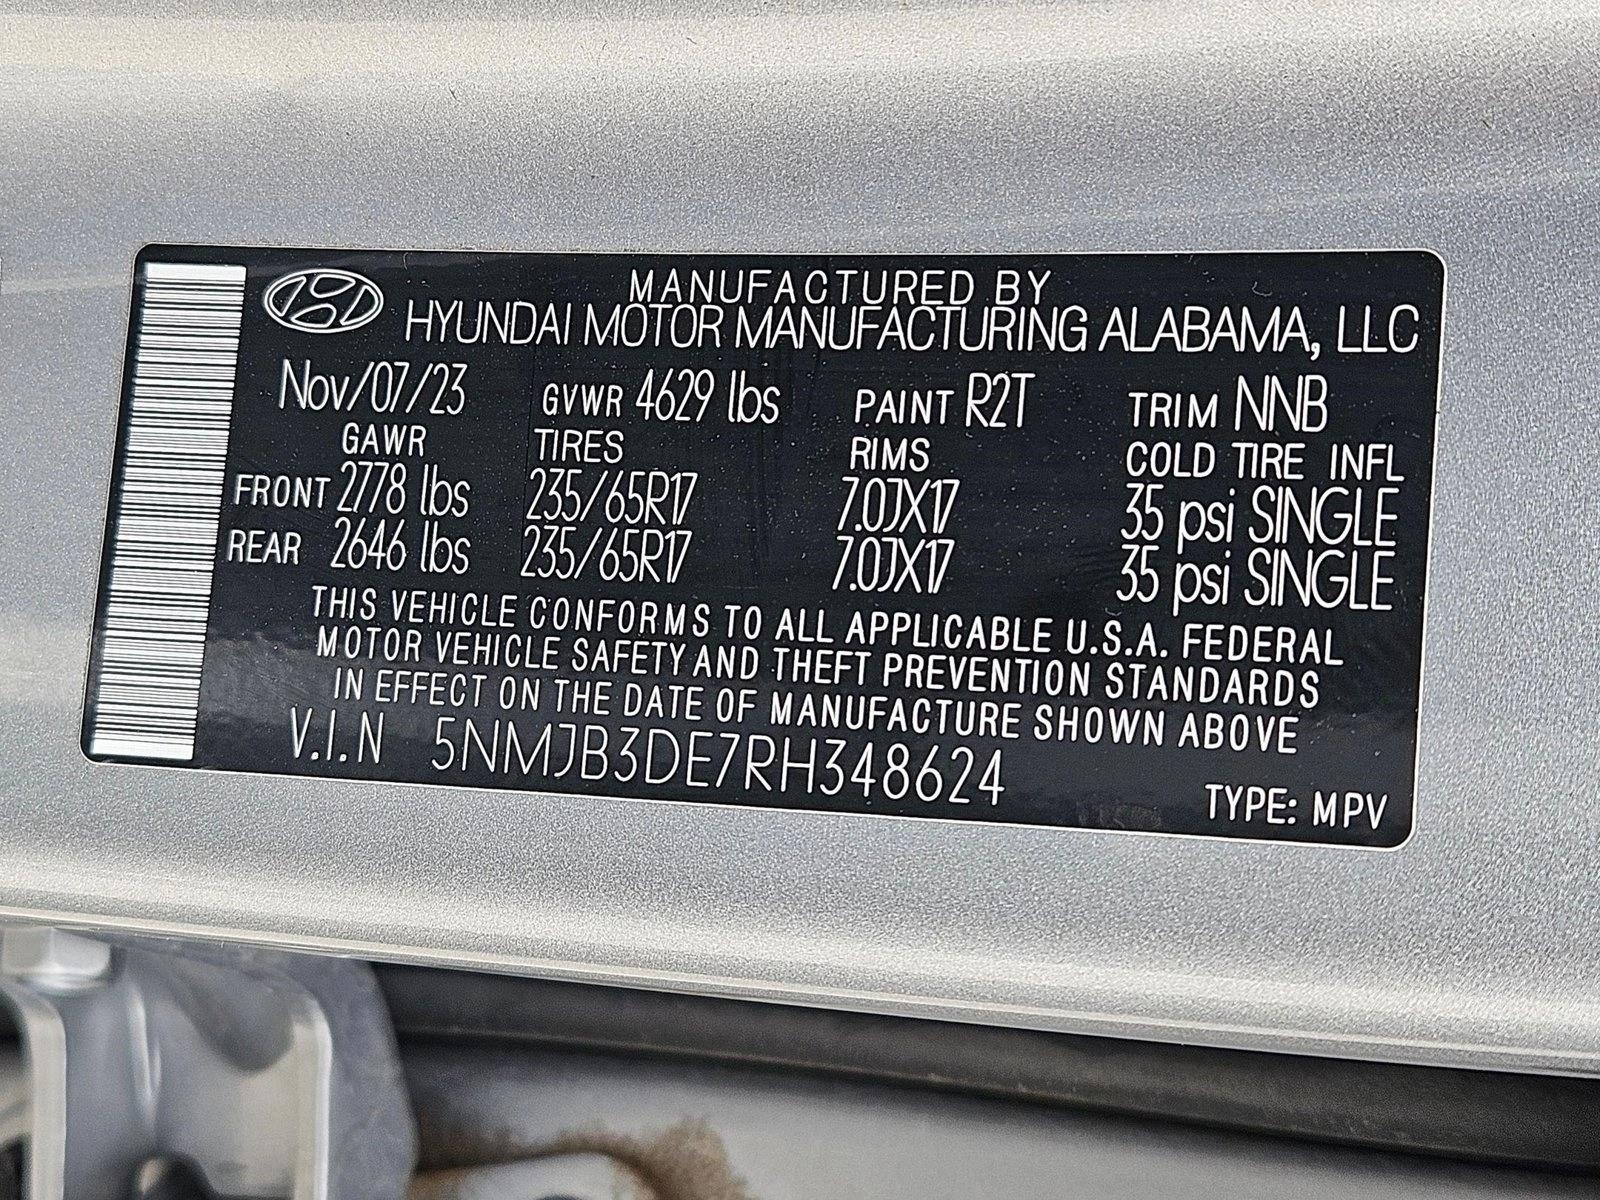 MANUFACTURED BY
HYUNDAI MOTOR MANUFACTURING ALABAMA, LLC
Nov/07/23 GVWR 4629 lbs PAINT R2T TRIM NNB
GAWR TIRES RIMS COLD TIRE INFL
FRONT 2778 lbs 235/65R17 7.0JX17 35 psi SINGLE
REAR 2646 lbs 235/65R17 7.0JX17 35 psi SINGLE
THIS VEHICLE CONFORMS TO ALL APPLICABLE U.S.A. FEDERAL
MOTOR VEHICLE SAFETY AND THEFT PREVENTION STANDARDS
IN EFFECT ON THE DATE OF MANUFACTURE SHOWN ABOVE
V.I.N 5NMJB3DE7RH348624
TYPE: MPV